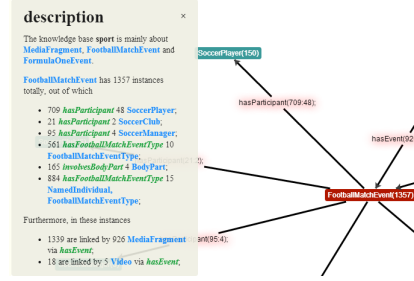 description
×
The knowledge base sport is mainly about
MediaFragment, FootballMatchEvent and
FormulaOneEvent.
FootballMatchEvent has 1357 instances
totally, out of which
• 709 hasParticipant 48 SoccerPlayer;
• 21 hasParticipant 2 SoccerClub;
• 95 hasParticipant 4 SoccerManager;
• 561 hasFootballMatchEventType 10
FootballMatchEventType;
• 165 involvesBodyPart 4 BodyPart;
• 884 hasFootballMatchEventType 15
NamedIndividual,
FootballMatchEventType;
Furthermore, in these instances
• 1339 are linked by 926 MediaFragment
via hasEvent;
• 18 are linked by 5 Video via hasEvent;
SoccerPlayer(150)
hasParticipant(709:48);
hasEvent(92
FootballMatchEvent(1357)
ant(95:4);